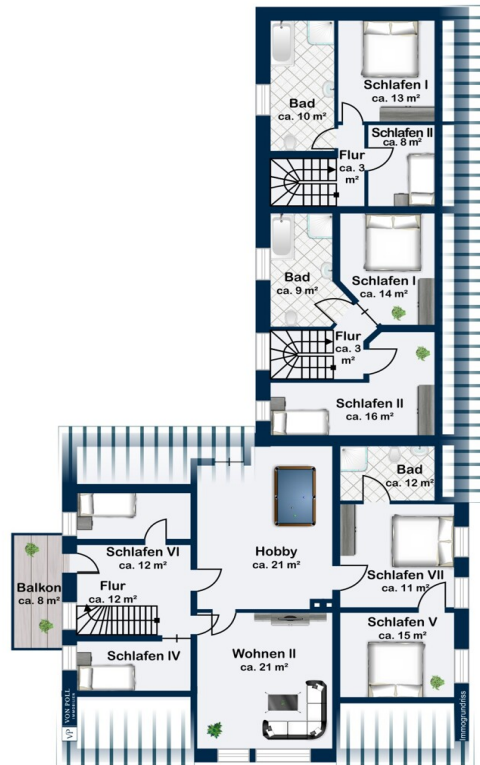 Schlafen I
ca. 13 m²
Bad
ca. 10 m²
Schlafen II
ca. 8 m²
Flur
ca. 3
m²
Bad
ca. 9 m²
Schlafen I
ca. 14 m²
Flur
ca. 3
m²
Schlafen II
ca. 16 m²
Bad
ca. 12 m²
Hobby
ca. 21 m²
Schlafen VI
ca. 12 m²
Schlafen VII
ca. 11 m²
Balkon
ca. 8 m²
Flur
ca. 12 m²
Schlafen V
ca. 15 m²
Schlafen IV
Wohnen II
ca. 21 m²
VP VON POLL
IMMOBILIEN
Immogrundriss